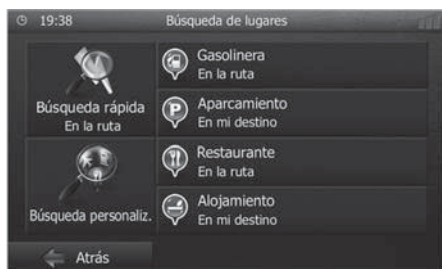 19:38 Búsqueda de lugares
Búsqueda rápida
En la ruta
Búsqueda personaliz.
Gasolinera
En la ruta
P Aparcamiento
En mi destino
Restaurante
En la ruta
Alojamiento
En mi destino
Atrás